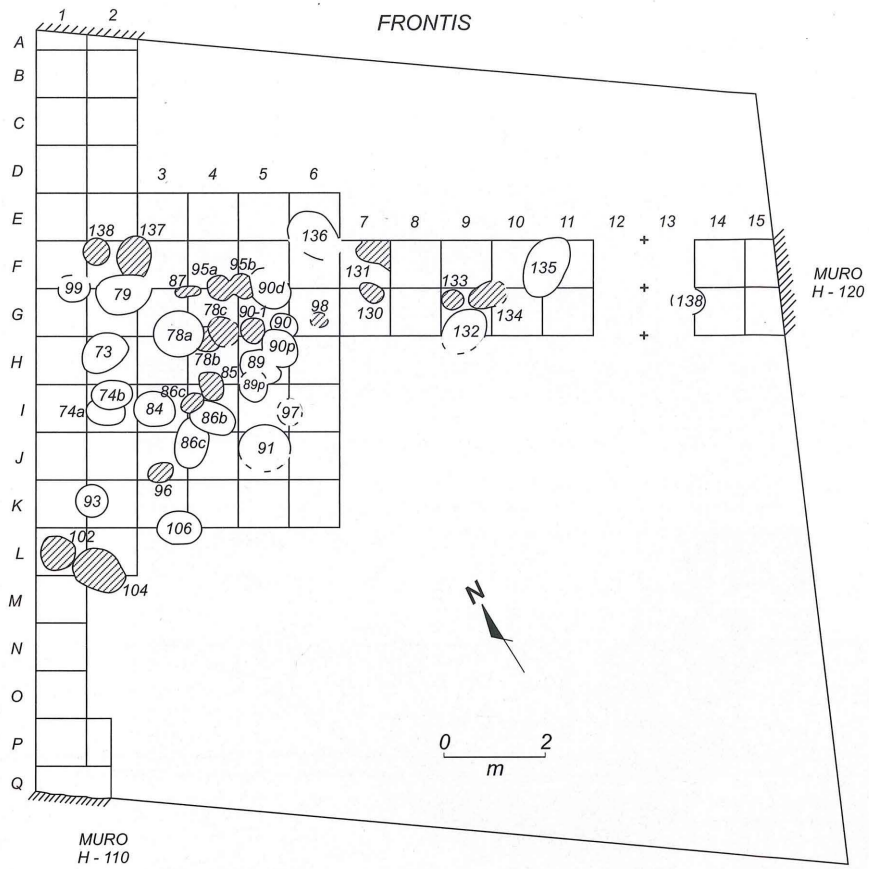 FRONTIS
1 2
A
B
C
D 3 4 5 6
E 136 7 8 9 10 11 12 13 14 15
138 137
F 95a 95b 131 135
87 90d
99 79 133 (138
G 78c 90-1 90 98 130 134
78a 132
78b 90p
H 73 85 89
89p
86c
74b
I 74a 84 86b 97
J 86c 91
96
K 93
106
102
L
104
M
N
O
P
Q
MURO
H - 120
N
0 2
m
MURO
H - 110